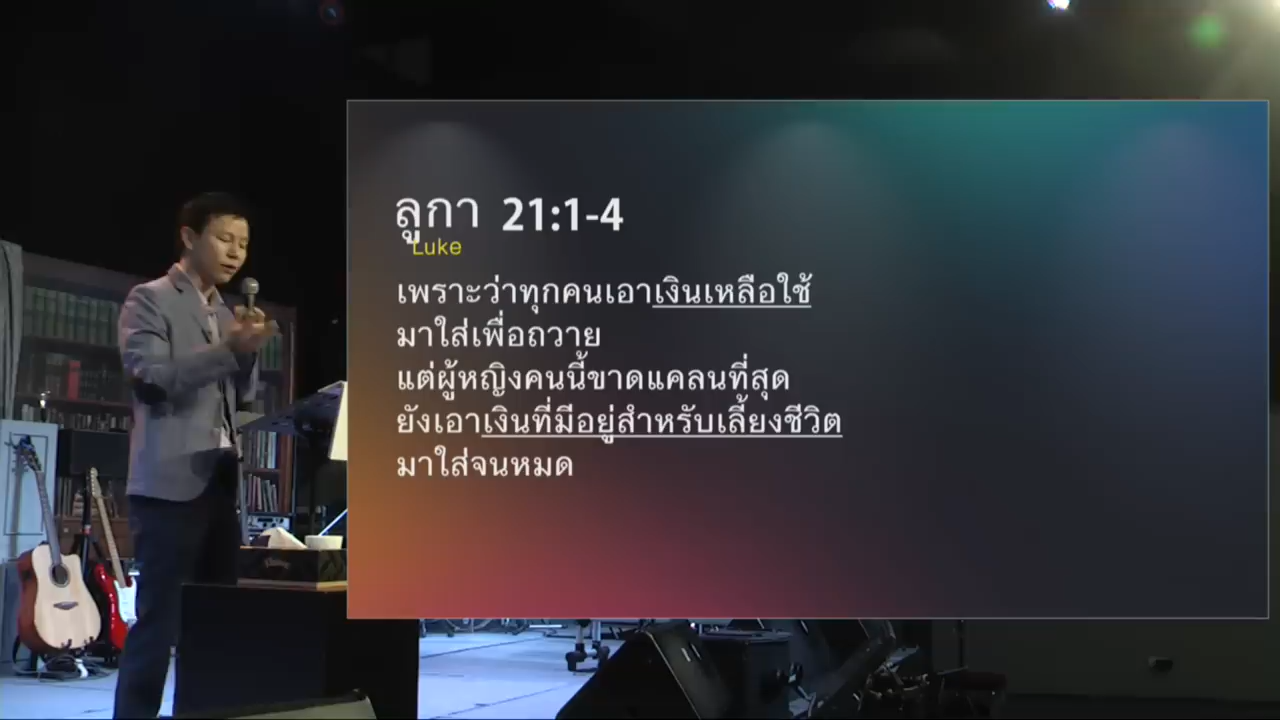 ลูกา 21:1-4
Luke
เพราะว่าทุกคนเอาเงินเหลือใช้
มาใส่เพื่อถวาย
แต่ผู้หญิงคนนี้ขาดแคลนที่สุด
ยังเอาเงินที่มีอยู่สำหรับเลี้ยงชีวิต
มาใส่จนหมด